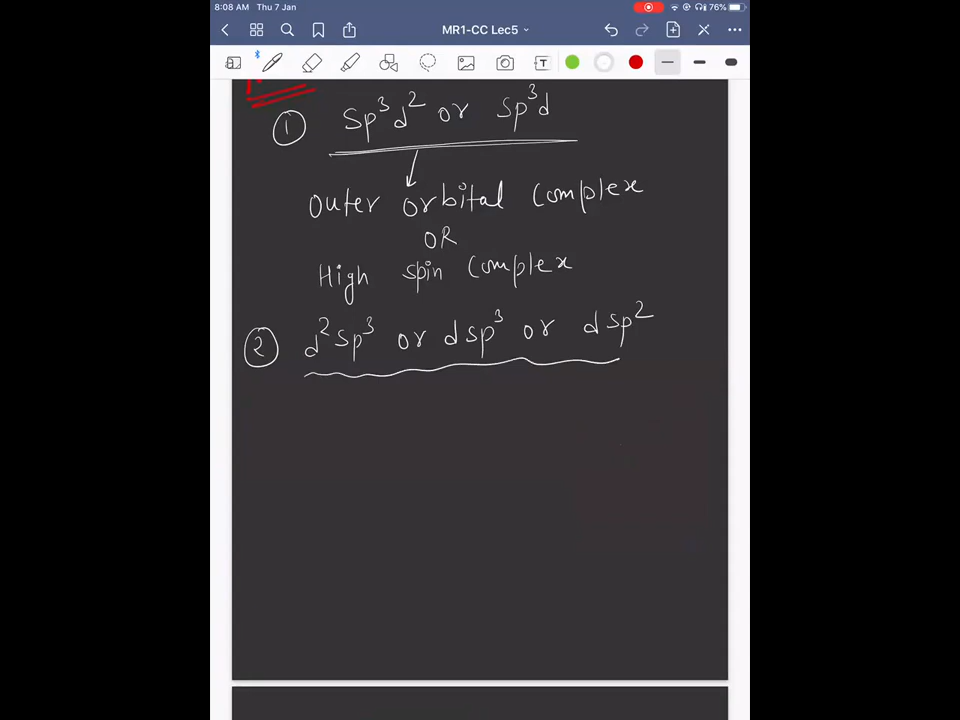 8:08 AM Thu 7 Jan 76%
MR1-CC Lec5
T
① sp³d² or sp³d
Outer orbital complex
OR
High spin complex
② d²sp³ or dsp³ or dsp²